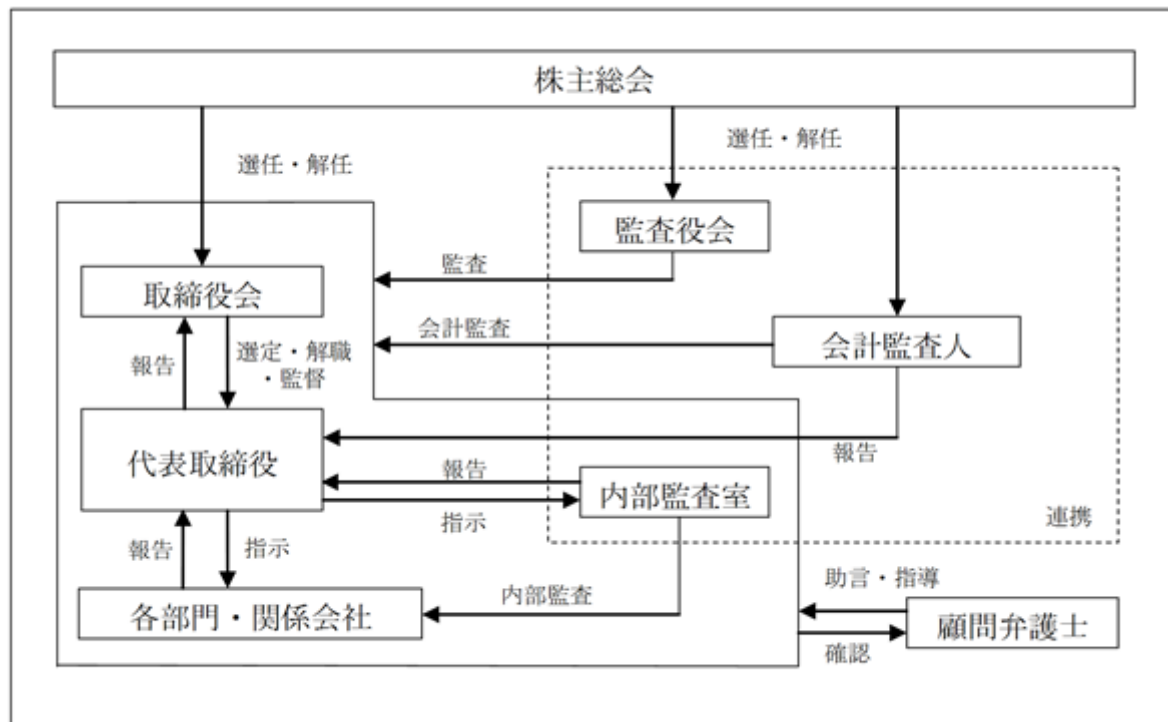 株主総会
選任・解任
選任・解任
監査役会
監査
取締役会
会計監査
会計監査人
報告
選定・解職
・監督
代表取締役
報告
報告
内部監査室
指示
連携
報告
指示
助言・指導
各部門・関係会社
内部監査
顧問弁護士
確認